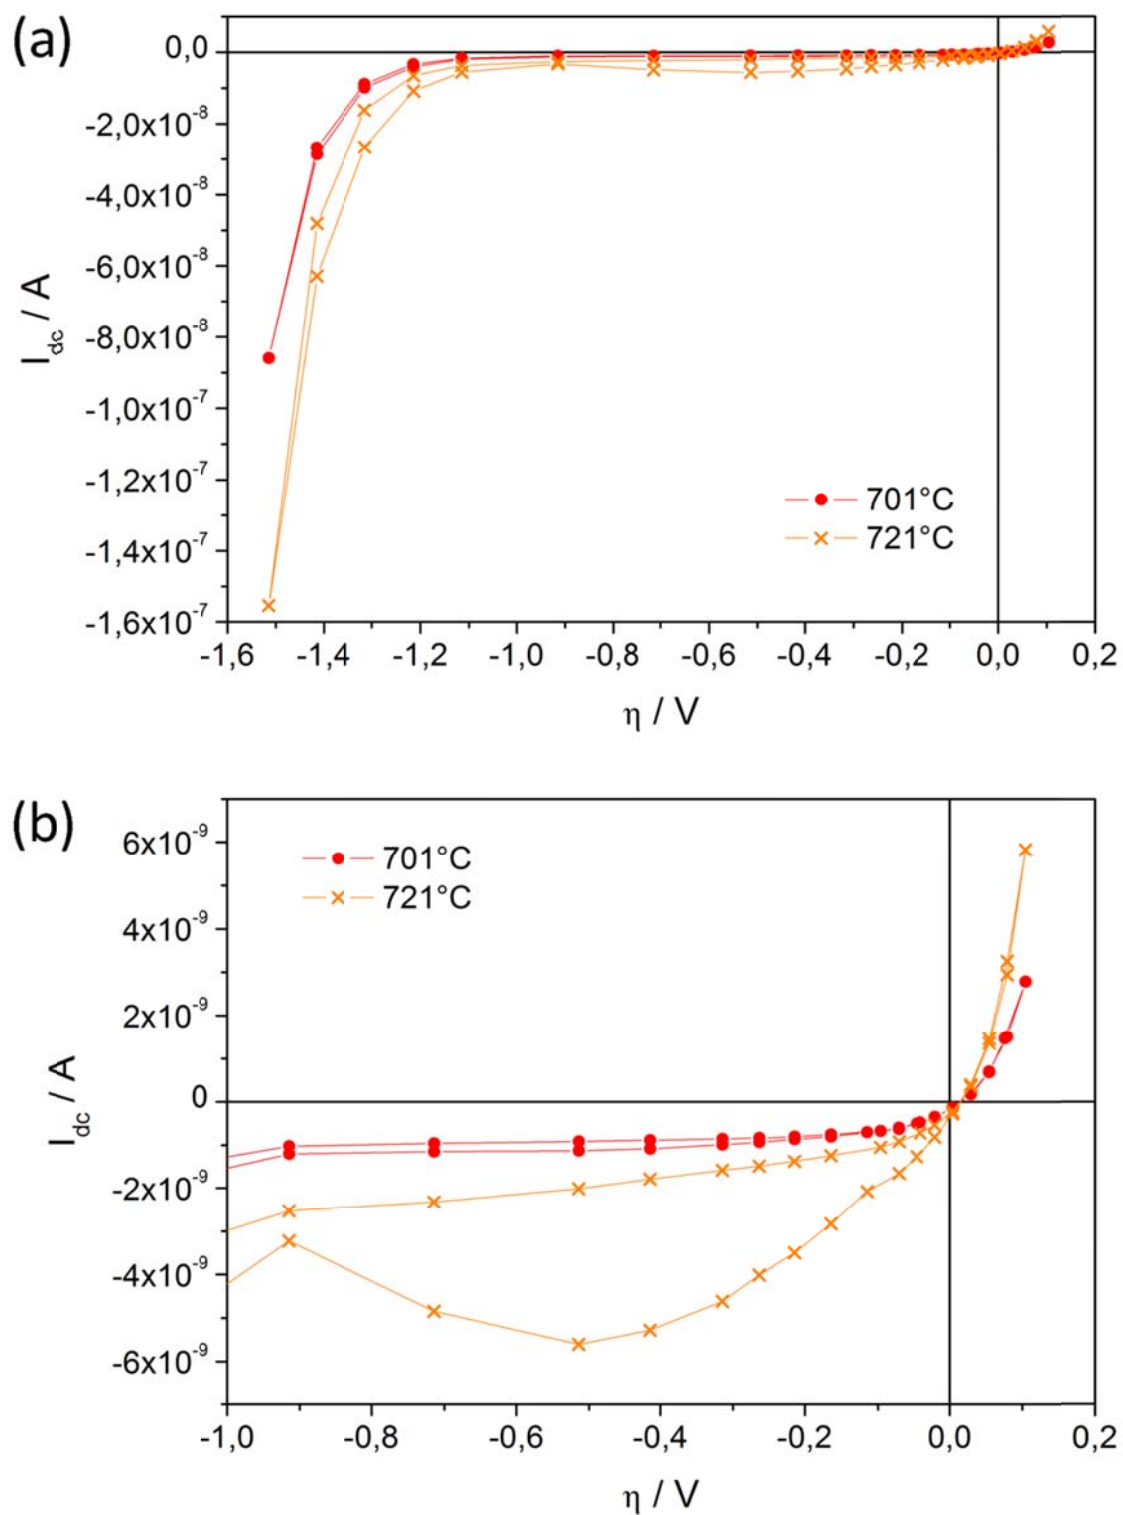 (a)
0,0
-2,0x10⁻⁸
-4,0x10⁻⁸
-6,0x10⁻⁸
-8,0x10⁻⁸
-1,0x10⁻⁷
-1,2x10⁻⁷
-1,4x10⁻⁷
-1,6x10⁻⁷
I_dc / A
701°C
721°C
-1,6 -1,4 -1,2 -1,0 -0,8 -0,6 -0,4 -0,2 0,0 0,2
η / V
(b)
6x10⁻⁹
4x10⁻⁹
2x10⁻⁹
0
-2x10⁻⁹
-4x10⁻⁹
-6x10⁻⁹
I_dc / A
701°C
721°C
-1,0 -0,8 -0,6 -0,4 -0,2 0,0 0,2
η / V